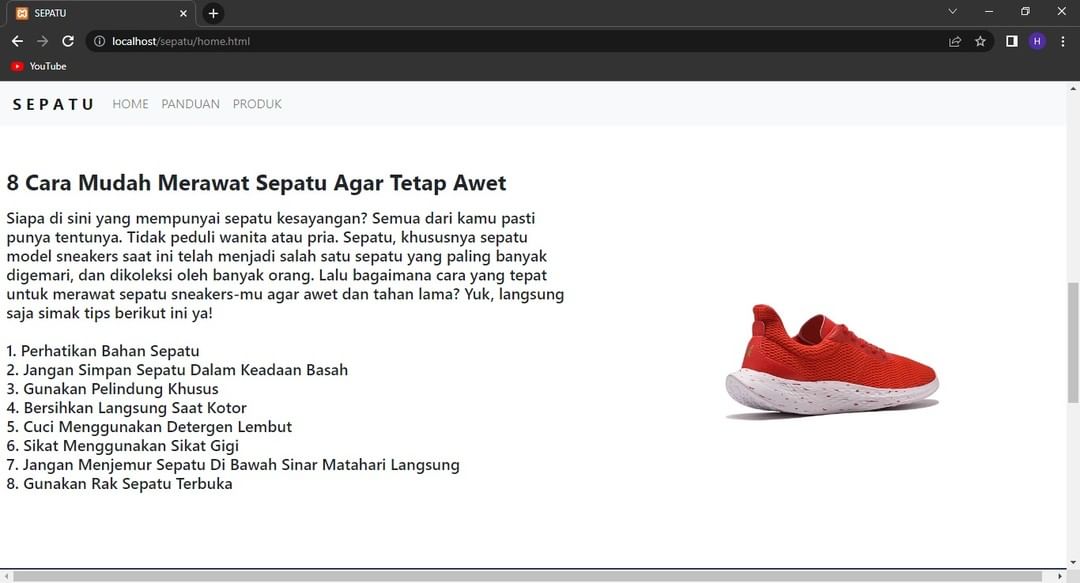 SEPATU
localhost/sepatu/home.html
H
YouTube
SEPATU HOME PANDUAN PRODUK
8 Cara Mudah Merawat Sepatu Agar Tetap Awet
Siapa di sini yang mempunyai sepatu kesayangan? Semua dari kamu pasti
punya tentunya. Tidak peduli wanita atau pria. Sepatu, khususnya sepatu
model sneakers saat ini telah menjadi salah satu sepatu yang paling banyak
digemari, dan dikoleksi oleh banyak orang. Lalu bagaimana cara yang tepat
untuk merawat sepatu sneakers-mu agar awet dan tahan lama? Yuk, langsung
saja simak tips berikut ini ya!
1. Perhatikan Bahan Sepatu
2. Jangan Simpan Sepatu Dalam Keadaan Basah
3. Gunakan Pelindung Khusus
4. Bersihkan Langsung Saat Kotor
5. Cuci Menggunakan Detergen Lembut
6. Sikat Menggunakan Sikat Gigi
7. Jangan Menjemur Sepatu Di Bawah Sinar Matahari Langsung
8. Gunakan Rak Sepatu Terbuka